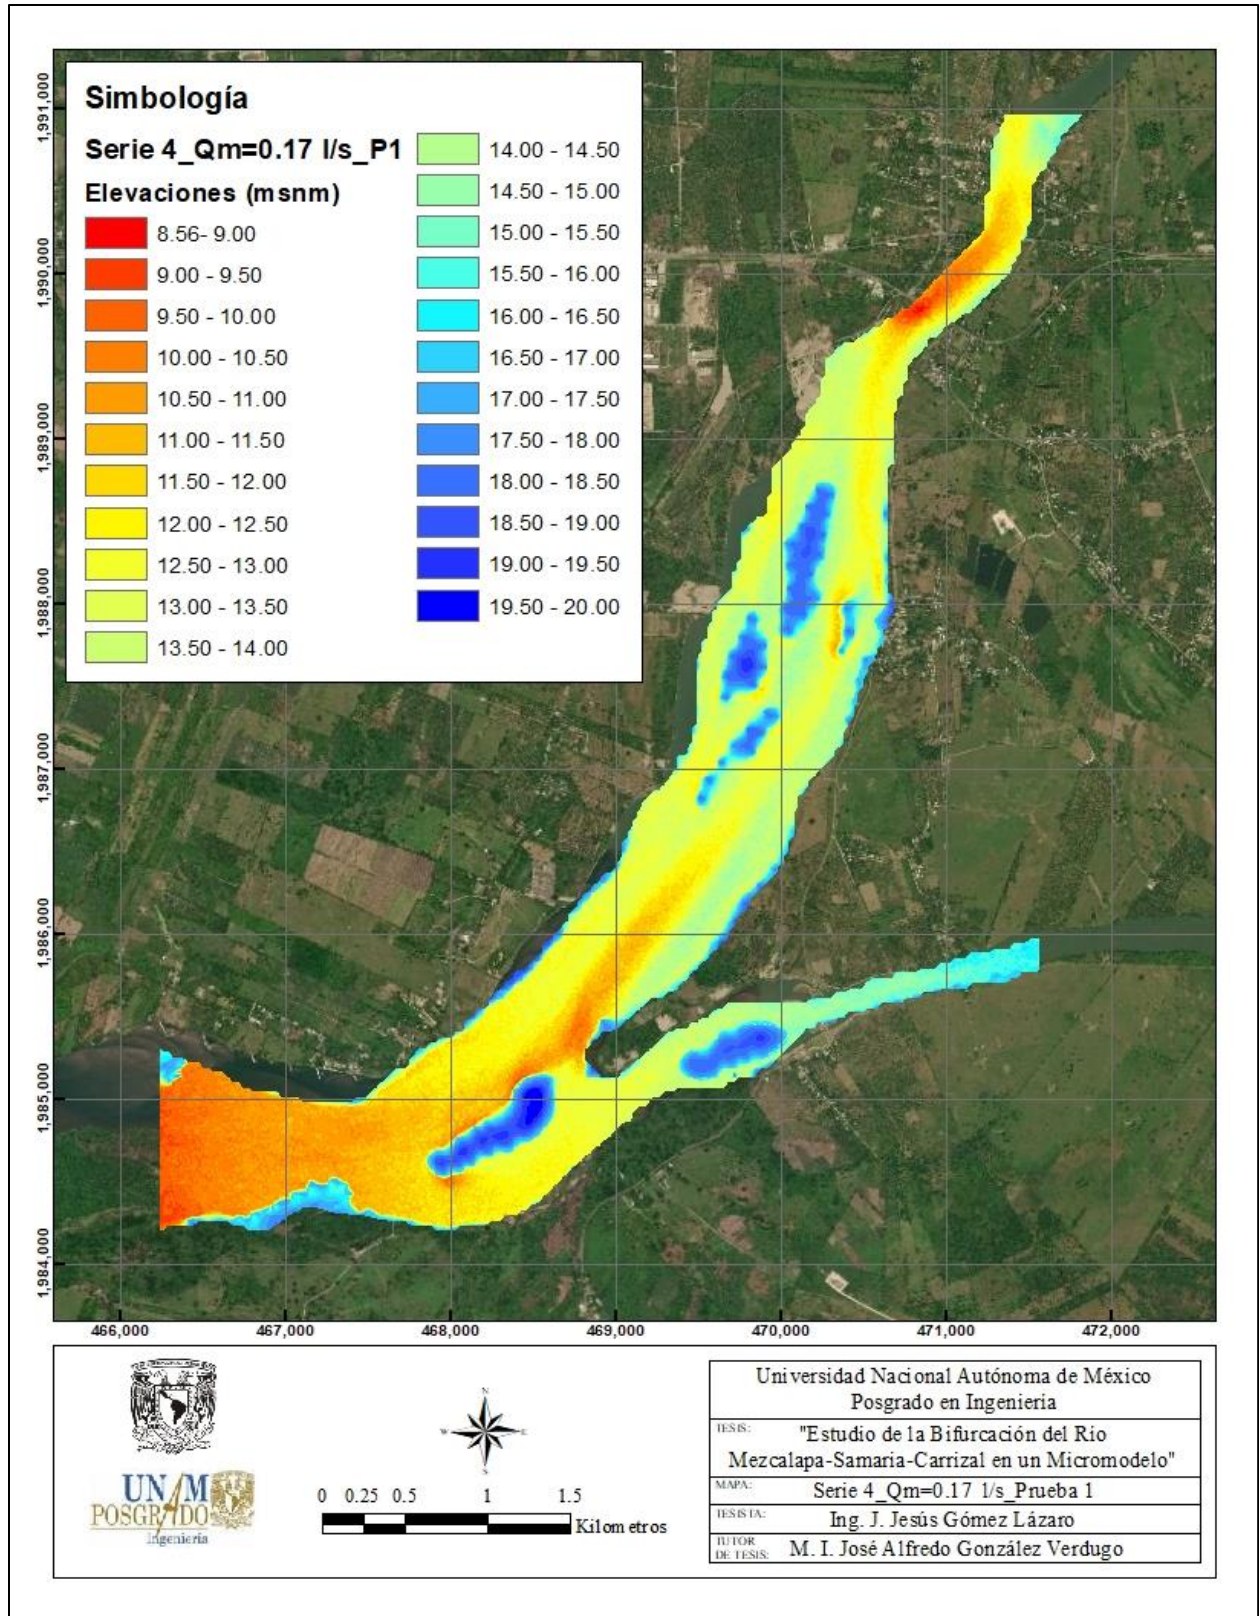 Simbología
Serie 4_Qm=0.17 l/s_P1
Elevaciones (msnm)
8.56- 9.00
9.00 - 9.50
9.50 - 10.00
10.00 - 10.50
10.50 - 11.00
11.00 - 11.50
11.50 - 12.00
12.00 - 12.50
12.50 - 13.00
13.00 - 13.50
13.50 - 14.00
14.00 - 14.50
14.50 - 15.00
15.00 - 15.50
15.50 - 16.00
16.00 - 16.50
16.50 - 17.00
17.00 - 17.50
17.50 - 18.00
18.00 - 18.50
18.50 - 19.00
19.00 - 19.50
19.50 - 20.00
1,991,000
1,990,000
1,989,000
1,988,000
1,987,000
1,986,000
1,985,000
1,984,000
466,000 467,000 468,000 469,000 470,000 471,000 472,000
UNAM
POSGRADO
Ingeniería
N
W E
S
0 0.25 0.5 1 1.5
Kilometros
Universidad Nacional Autónoma de México
Posgrado en Ingeniería
TESIS: "Estudio de la Bifurcación del Río
Mezcalapa-Samaria-Carrizal en un Micromodelo"
MAPA: Serie 4_Qm=0.17 l/s_Prueba 1
TESISTA: Ing. J. Jesús Gómez Lázaro
TUTOR
DE TESIS: M. I. José Alfredo González Verdugo